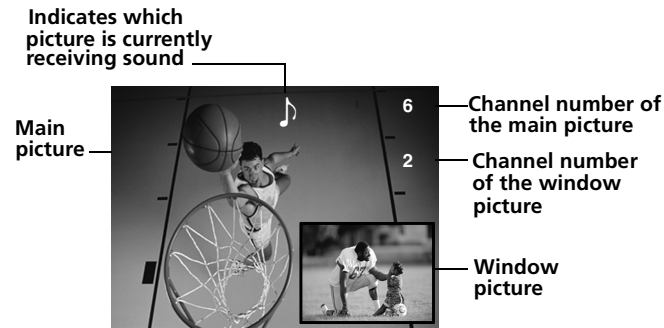 Indicates which
picture is currently
receiving sound
Main
picture
6
Channel number of
the main picture
2
Channel number
of the window
picture
Window
picture